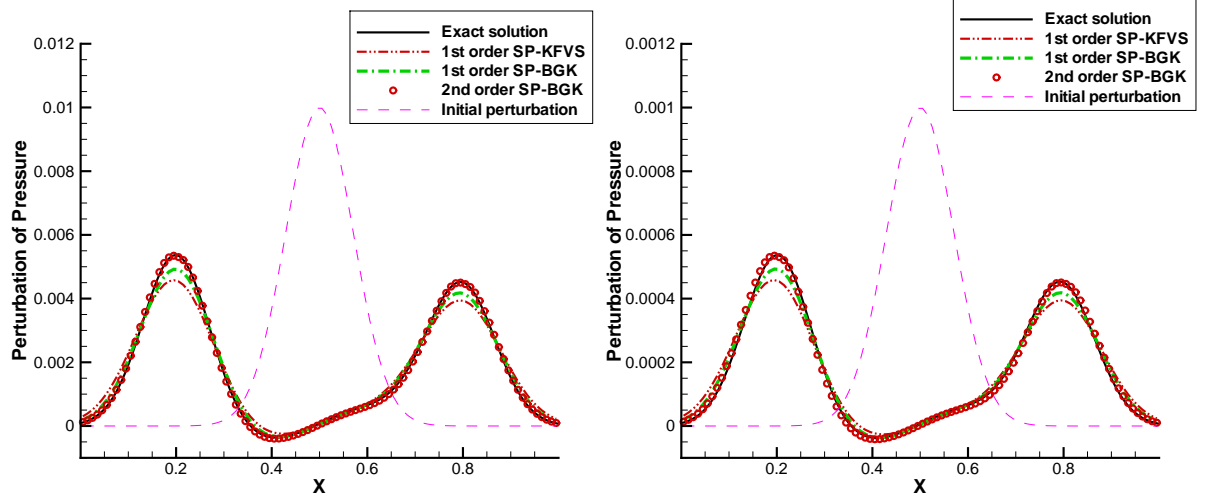 Exact solution
1st order SP-KFVS
1st order SP-BGK
2nd order SP-BGK
Initial perturbation
Perturbation of Pressure
0.012
0.01
0.008
0.006
0.004
0.002
0
0.2
0.4
0.6
0.8
X
Exact solution
1st order SP-KFVS
1st order SP-BGK
2nd order SP-BGK
Initial perturbation
Perturbation of Pressure
0.0012
0.001
0.0008
0.0006
0.0004
0.0002
0
0.2
0.4
0.6
0.8
X